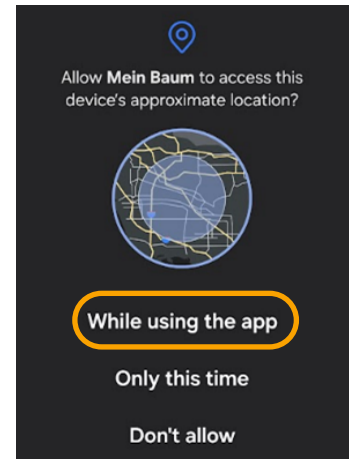 Allow Mein Baum to access this
device's approximate location?
While using the app
Only this time
Don't allow